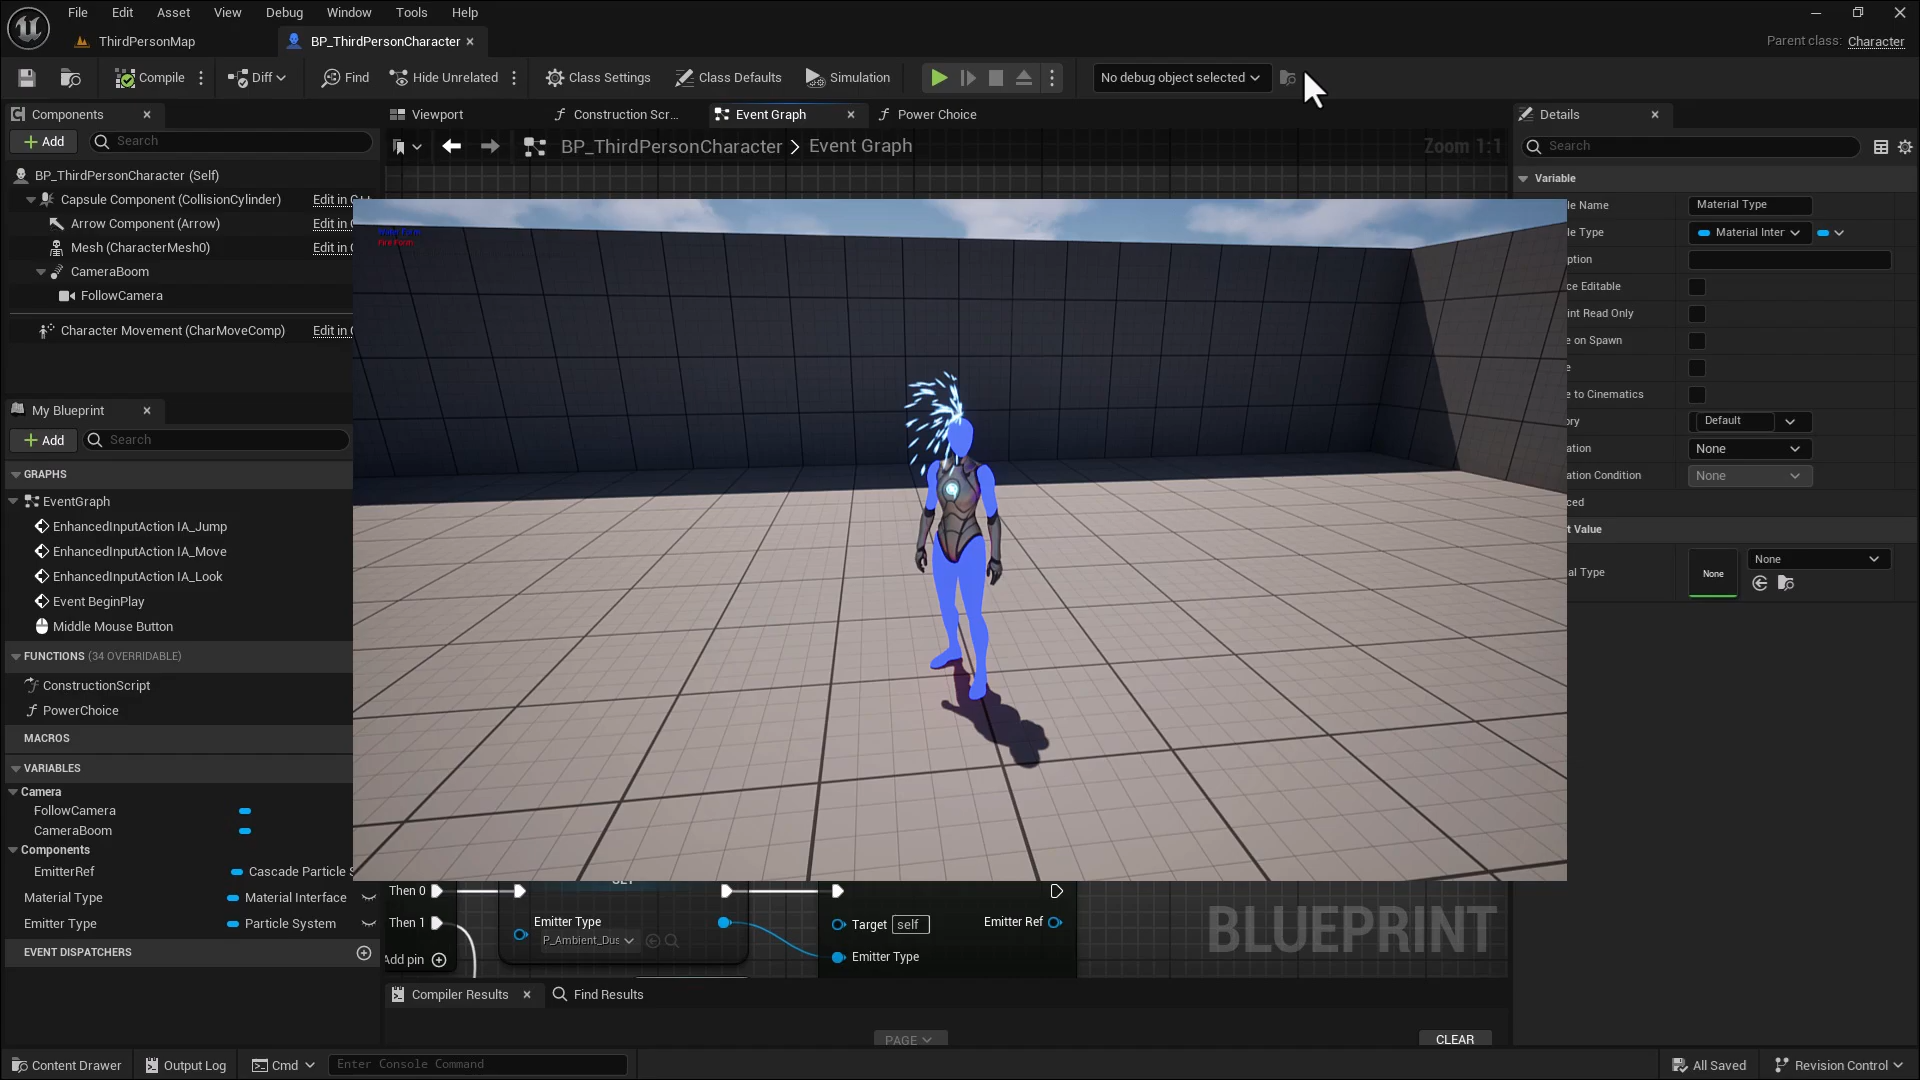 File Edit Asset View Debug Window Tools Help
ThirdPersonMap
BP_ThirdPersonCharacter
Parent class: Character
Compile
Diff
Find
Hide Unrelated
Class Settings
Class Defaults
Simulation
No debug object selected
Components
Viewport
Construction Scr...
Event Graph
Power Choice
Details
Add
Search
BP_ThirdPersonCharacter > Event Graph
Zoom 1:1
Search
BP_ThirdPersonCharacter (Self)
Variable
Capsule Component (CollisionCylinder) Edit in C++
Arrow Component (Arrow) Edit in
Mesh (CharacterMesh0) Edit in
CameraBoom
FollowCamera
Character Movement (CharMoveComp) Edit in
Water Form
Fire Form
le Name Material Type
le Type Material Inter
ption
ce Editable
int Read Only
e on Spawn
e
e to Cinematics
ory Default
ation None
ation Condition None
ced
t Value
al Type None None
My Blueprint
Add
Search
GRAPHS
EventGraph
EnhancedInputAction IA_Jump
EnhancedInputAction IA_Move
EnhancedInputAction IA_Look
Event BeginPlay
Middle Mouse Button
FUNCTIONS (34 OVERRIDABLE)
ConstructionScript
PowerChoice
MACROS
VARIABLES
Camera
FollowCamera
CameraBoom
Components
EmitterRef Cascade Particle S
Material Type Material Interface
Emitter Type Particle System
EVENT DISPATCHERS
Then 0
Then 1
Add pin
SET
Emitter Type
P_Ambient_Dus
Target self
Emitter Ref
Emitter Type
BLUEPRINT
Compiler Results
Find Results
PAGE
CLEAR
Content Drawer
Output Log
Cmd
Enter Console Command
All Saved
Revision Control